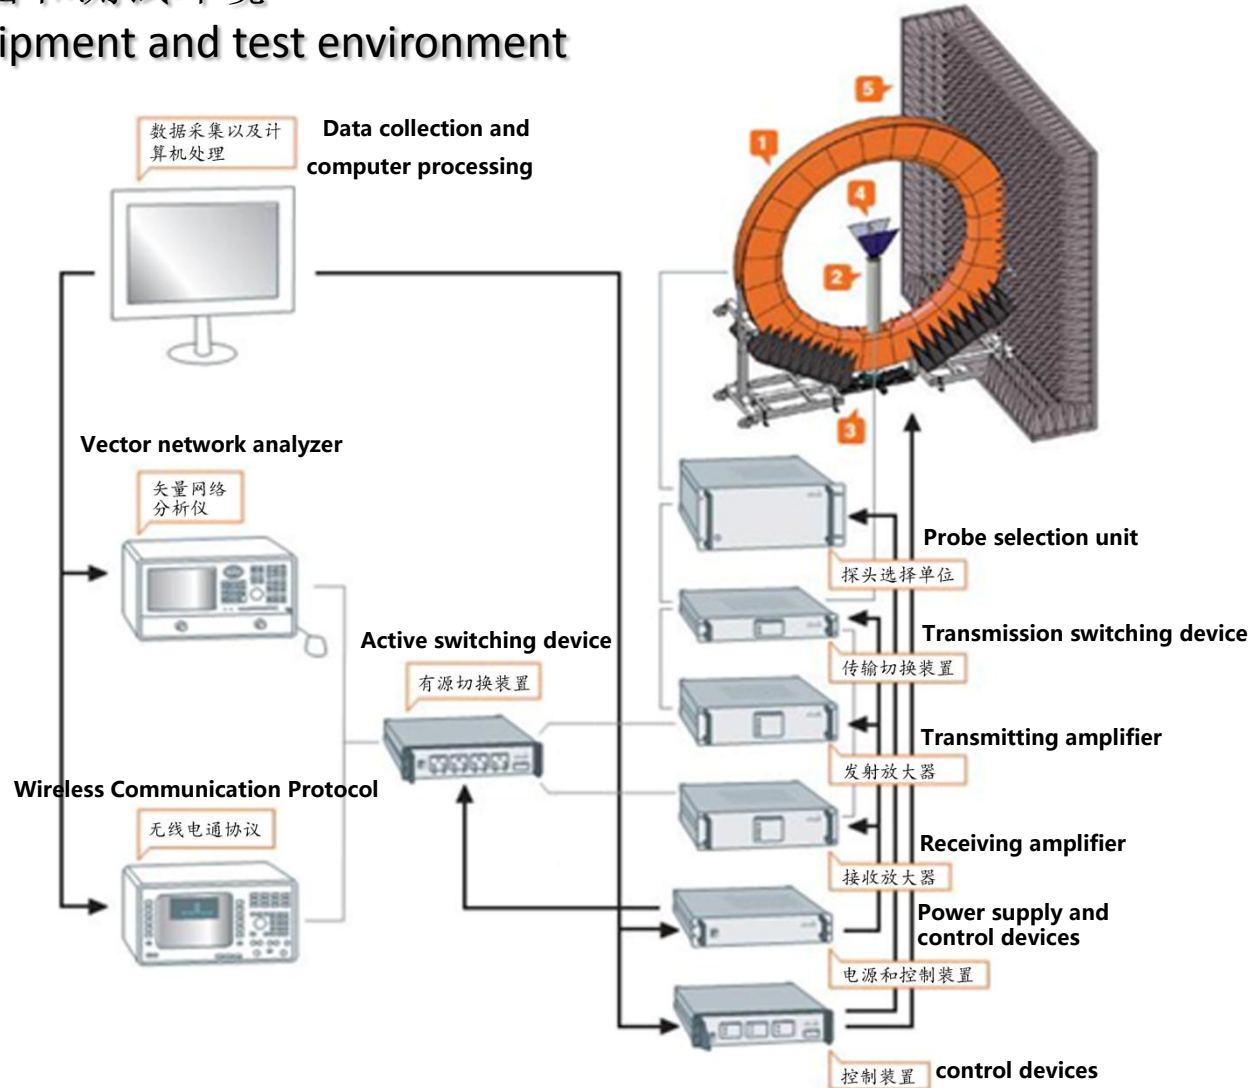 ipment and test environment
数据采集以及计
算机处理
Data collection and
computer processing
5
1
4
2
3
Vector network analyzer
矢量网络
分析仪
Probe selection unit
探头选择单位
Active switching device
有源切换装置
Transmission switching device
传输切换装置
Transmitting amplifier
发射放大器
Wireless Communication Protocol
无线电通协议
Receiving amplifier
接收放大器
Power supply and
control devices
电源和控制装置
控制装置
control devices